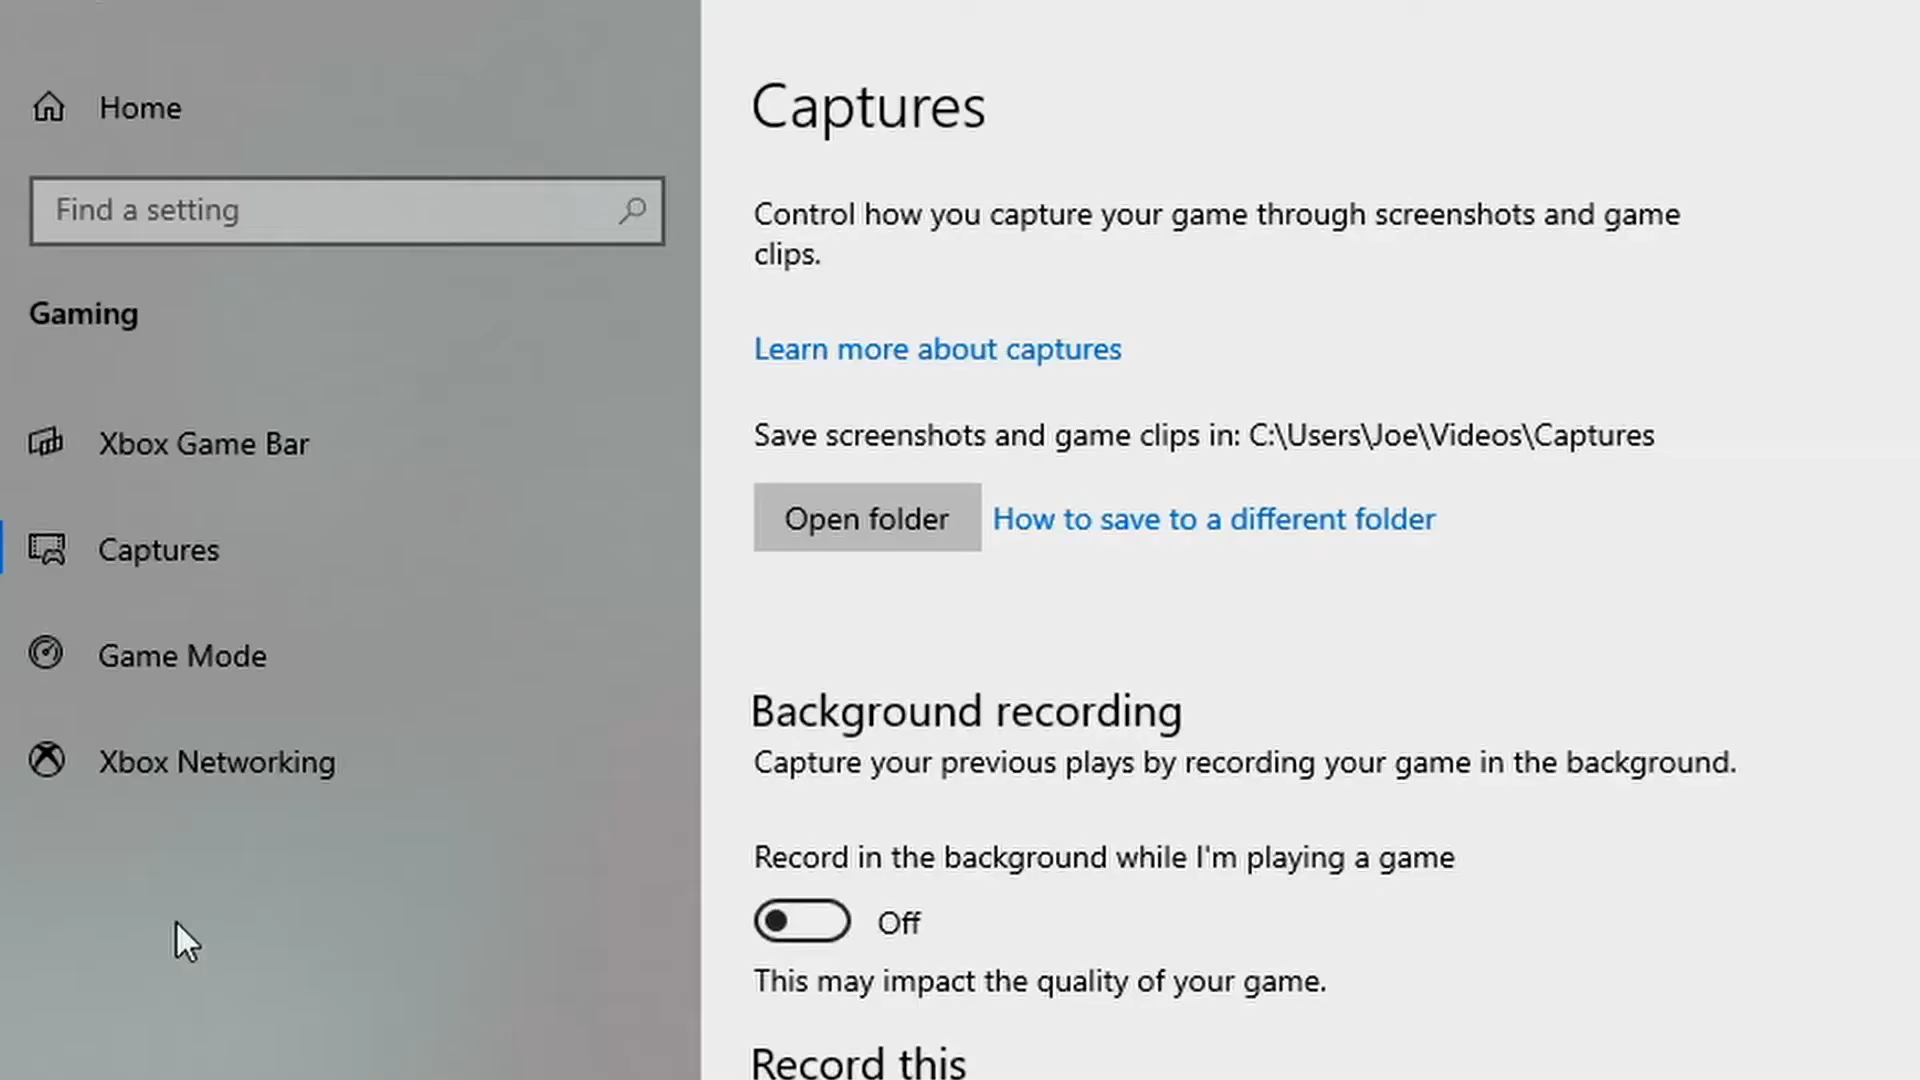 Home
Find a setting
Gaming
Xbox Game Bar
Captures
Game Mode
Xbox Networking
Captures
Control how you capture your game through screenshots and game
clips.
Learn more about captures
Save screenshots and game clips in: C:\Users\Joe\Videos\Captures
Open folder How to save to a different folder
Background recording
Capture your previous plays by recording your game in the background.
Record in the background while I'm playing a game
Off
This may impact the quality of your game.
Record this